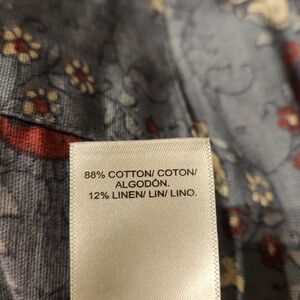 88% COTTON/ COTON/
ALGODÓN.
12% LINEN/ LIN/ LINO.